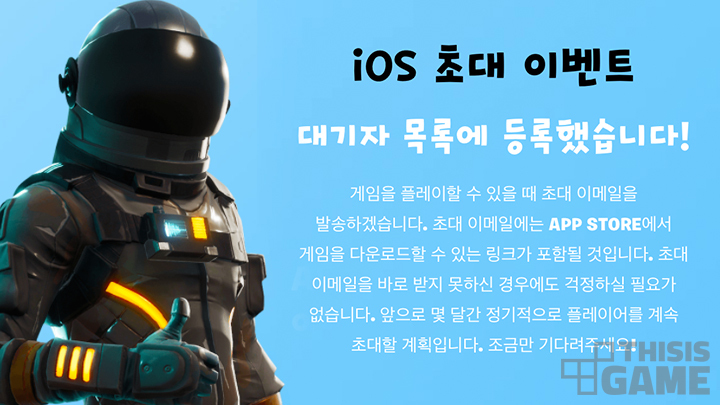 iOS 초대 이벤트
대기자 목록에 등록했습니다!
게임을 플레이할 수 있을 때 초대 이메일을
발송하겠습니다. 초대 이메일에는 APP STORE에서
게임을 다운로드할 수 있는 링크가 포함될 것입니다. 초대
이메일을 바로 받지 못하신 경우에도 걱정하실 필요가
없습니다. 앞으로 몇 달간 정기적으로 플레이어를 계속
초대할 계획입니다. 조금만 기다려주세요!
THISIS
GAME